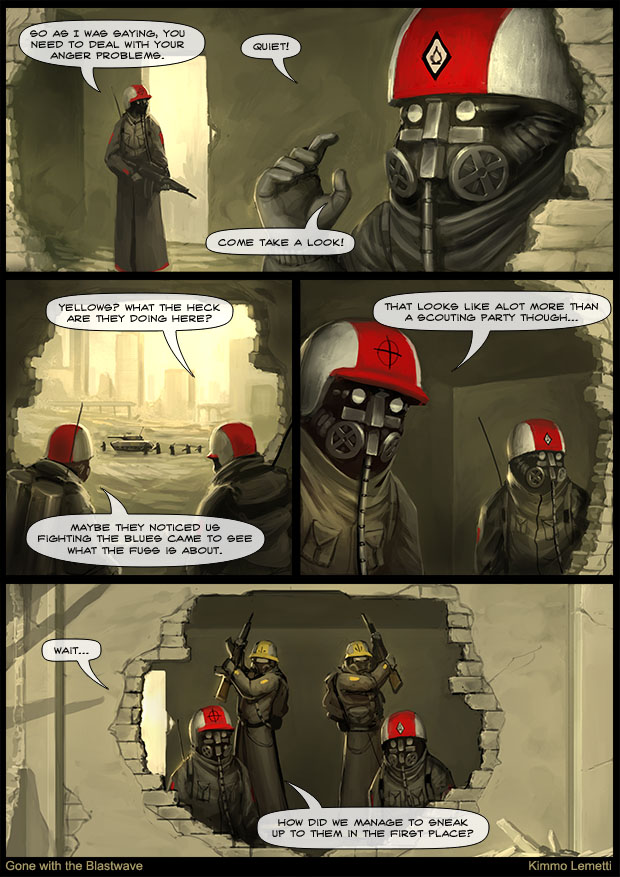 SO AS I WAS SAYING, YOU
NEED TO DEAL WITH YOUR
ANGER PROBLEMS.
QUIET!
COME TAKE A LOOK!
YELLOWS? WHAT THE HECK
ARE THEY DOING HERE?
MAYBE THEY NOTICED US
FIGHTING THE BLUES CAME TO SEE
WHAT THE FUSS IS ABOUT.
THAT LOOKS LIKE ALOT MORE THAN
A SCOUTING PARTY THOUGH...
WAIT...
HOW DID WE MANAGE TO SNEAK
UP TO THEM IN THE FIRST PLACE?
Gone with the Blastwave
Kimmo Lemetti